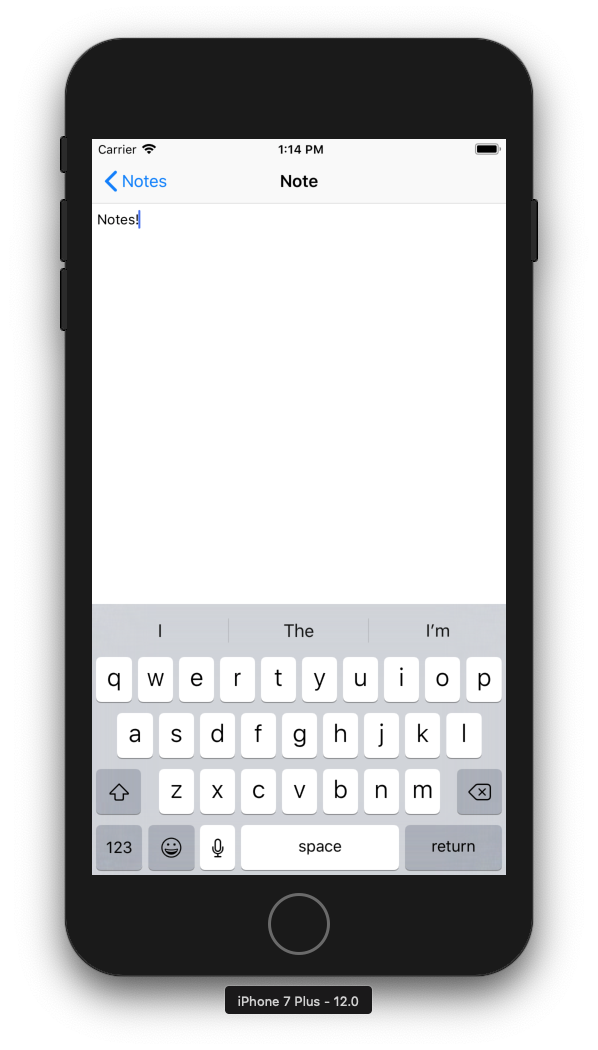 Carrier 1:14 PM
Notes Note
Notes!
I The I’m
q w e r t y u i o p
a s d f g h j k l
z x c v b n m
123 space return
iPhone 7 Plus - 12.0